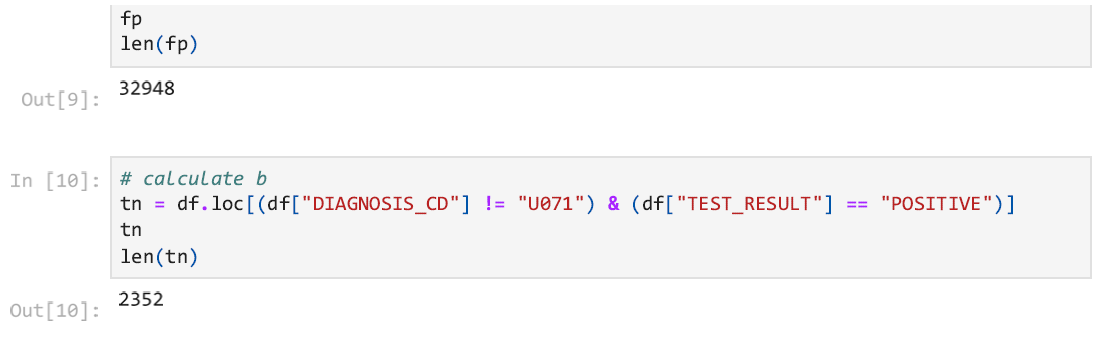 fp
len(fp)
32948
Out[9]:
In [10]:
# calculate b
tn = df.loc[(df["DIAGNOSIS_CD"] != "U071") & (df["TEST_RESULT"] == "POSITIVE")]
tn
len(tn)
2352
Out[10]: